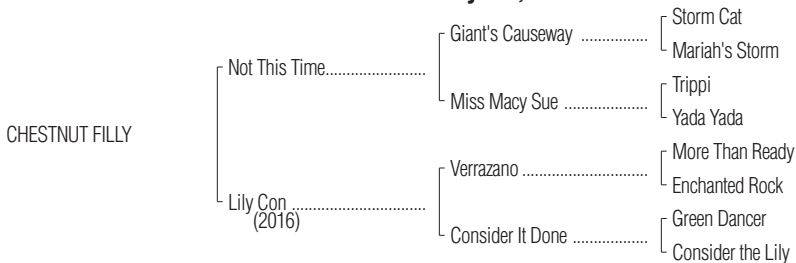 Storm Cat
Giant's Causeway ................
Mariah's Storm
Not This Time.......................
Trippi
Miss Macy Sue ....................
Yada Yada
CHESTNUT FILLY
More Than Ready
Verrazano ..............................
Enchanted Rock
Lily Con ................................
(2016)
Green Dancer
Consider It Done ..................
Consider the Lily